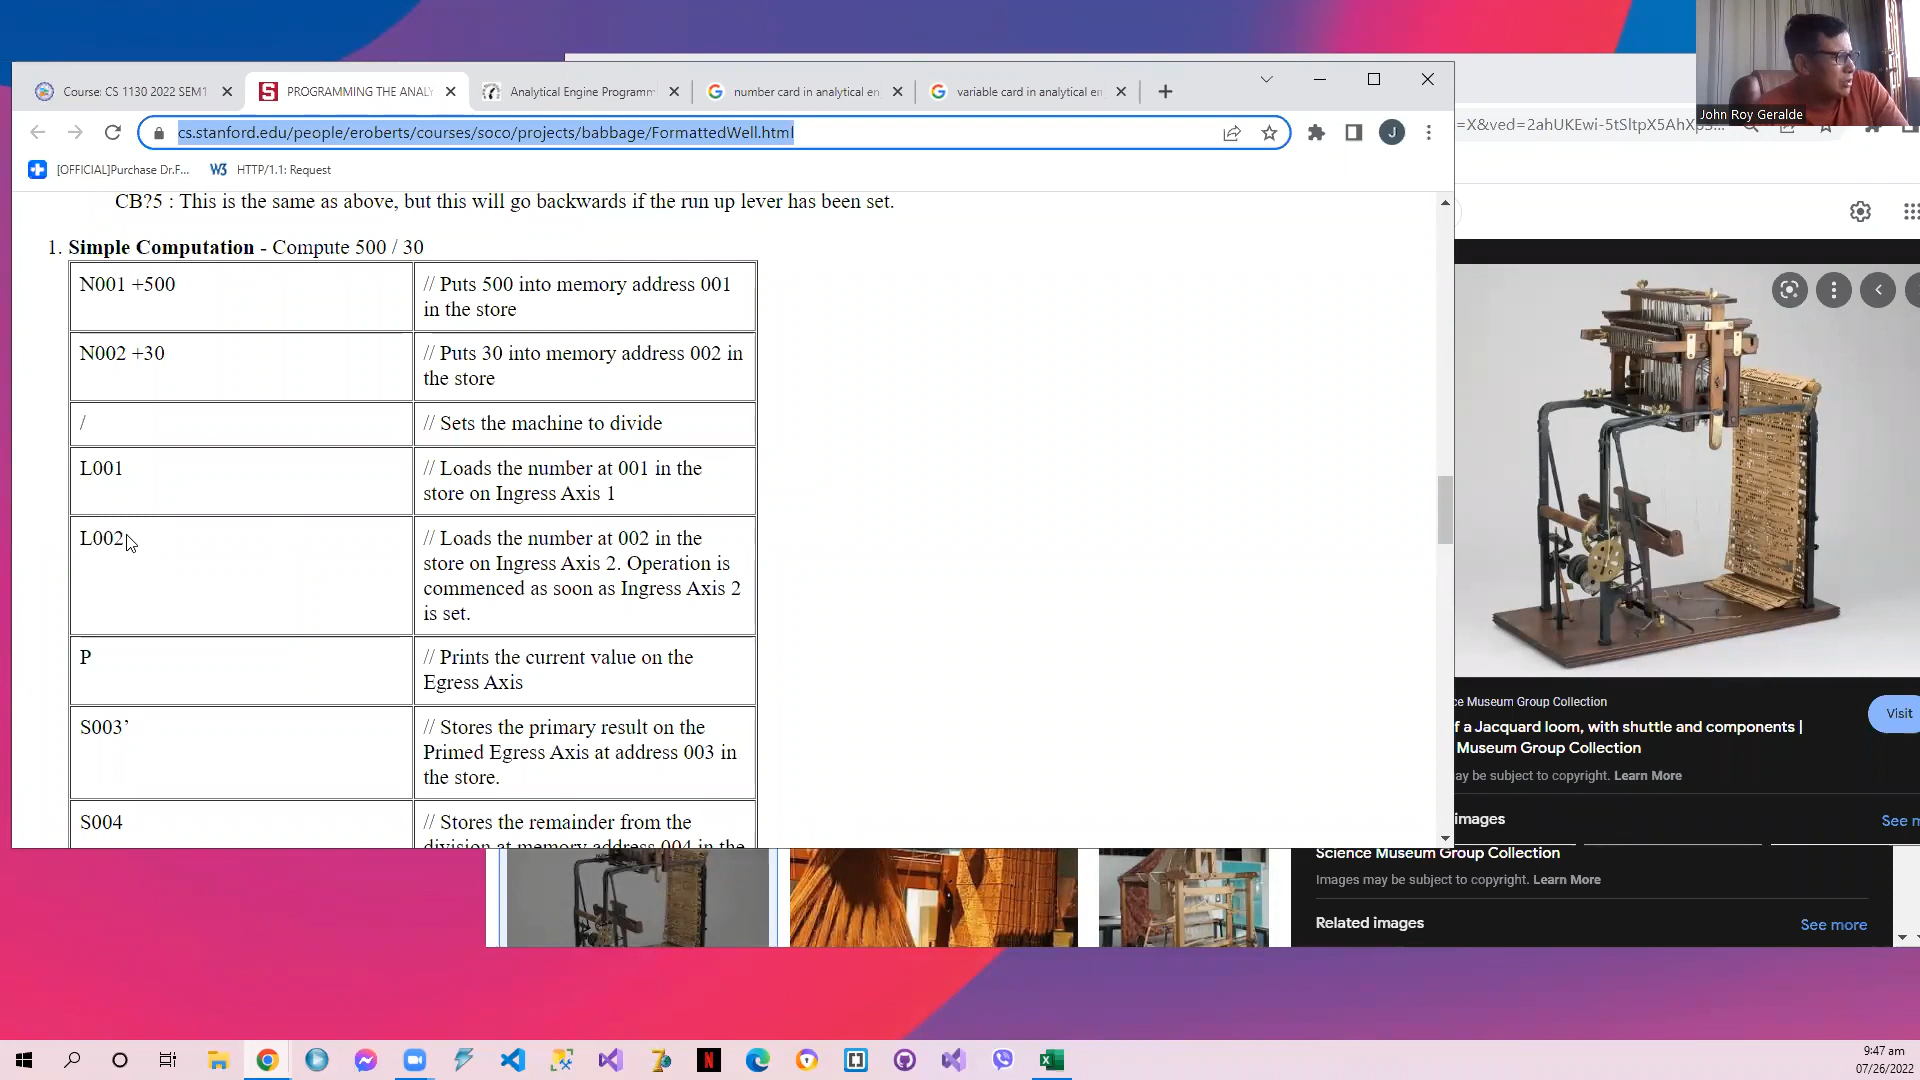 Course: CS 1130 2022 SEM1
PROGRAMMING THE ANALY
Analytical Engine Programm
number card in analytical en
variable card in analytical en
John Roy Geralde
cs.stanford.edu/people/eroberts/courses/soco/projects/babbage/FormattedWell.html
J
[OFFICIAL]Purchase Dr.F...
W3 HTTP/1.1: Request
CB?5 : This is the same as above, but this will go backwards if the run up lever has been set.
1. Simple Computation - Compute 500 / 30
N001 +500
// Puts 500 into memory address 001
in the store
N002 +30
// Puts 30 into memory address 002 in
the store
/
// Sets the machine to divide
L001
// Loads the number at 001 in the
store on Ingress Axis 1
L002
// Loads the number at 002 in the
store on Ingress Axis 2. Operation is
commenced as soon as Ingress Axis 2
is set.
P
// Prints the current value on the
Egress Axis
S003’
// Stores the primary result on the
Primed Egress Axis at address 003 in
the store.
S004
// Stores the remainder from the
division at memory address 004 in the
ce Museum Group Collection
Visit
f a Jacquard loom, with shuttle and components |
Museum Group Collection
ay be subject to copyright. Learn More
images
See m
Science Museum Group Collection
Images may be subject to copyright. Learn More
Related images
See more
9:47 am
07/26/2022